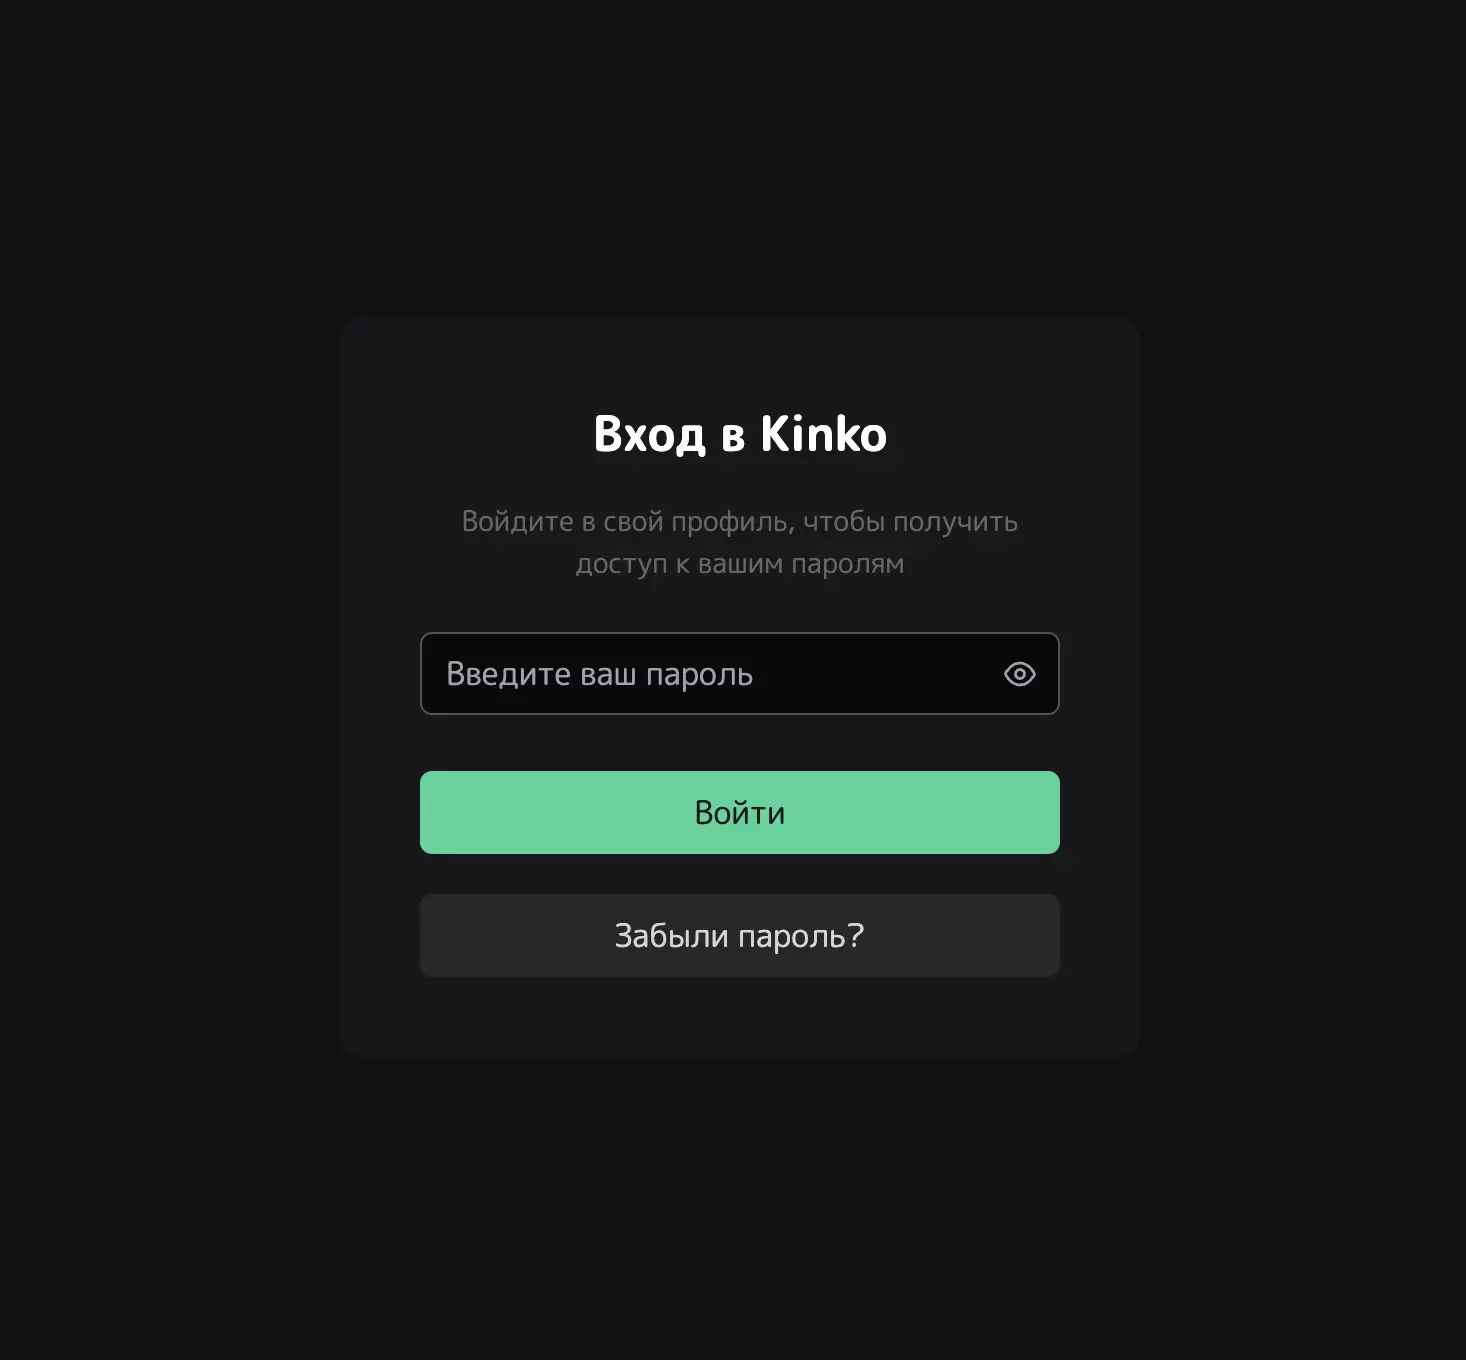 Вход в Kinko
Войдите в свой профиль, чтобы получить
доступ к вашим паролям
Введите ваш пароль
Войти
Забыли пароль?